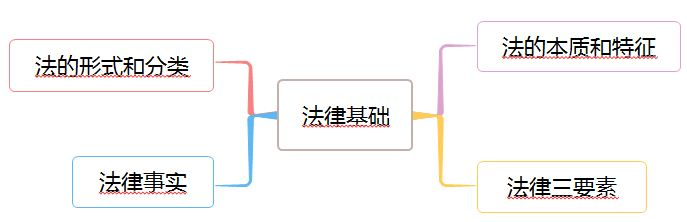 法的本质和特征
法的形式和分类
法律基础
法律事实
法律三要素